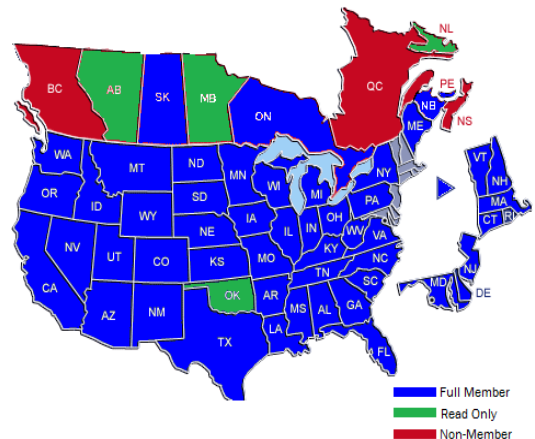 NL
BC
AB
SK
MB
ON
QC
PE
NB
NS
ME
WA
MT
ND
MN
WI
MI
NY
VT
NH
MA
CT
RI
OR
ID
WY
SD
IA
NE
IL
IN
OH
PA
NJ
MD
DE
NV
UT
CO
KS
MO
KY
WV
VA
CA
AZ
NM
OK
AR
TN
NC
SC
TX
LA
MS
AL
GA
FL
Full Member
Read Only
Non-Member